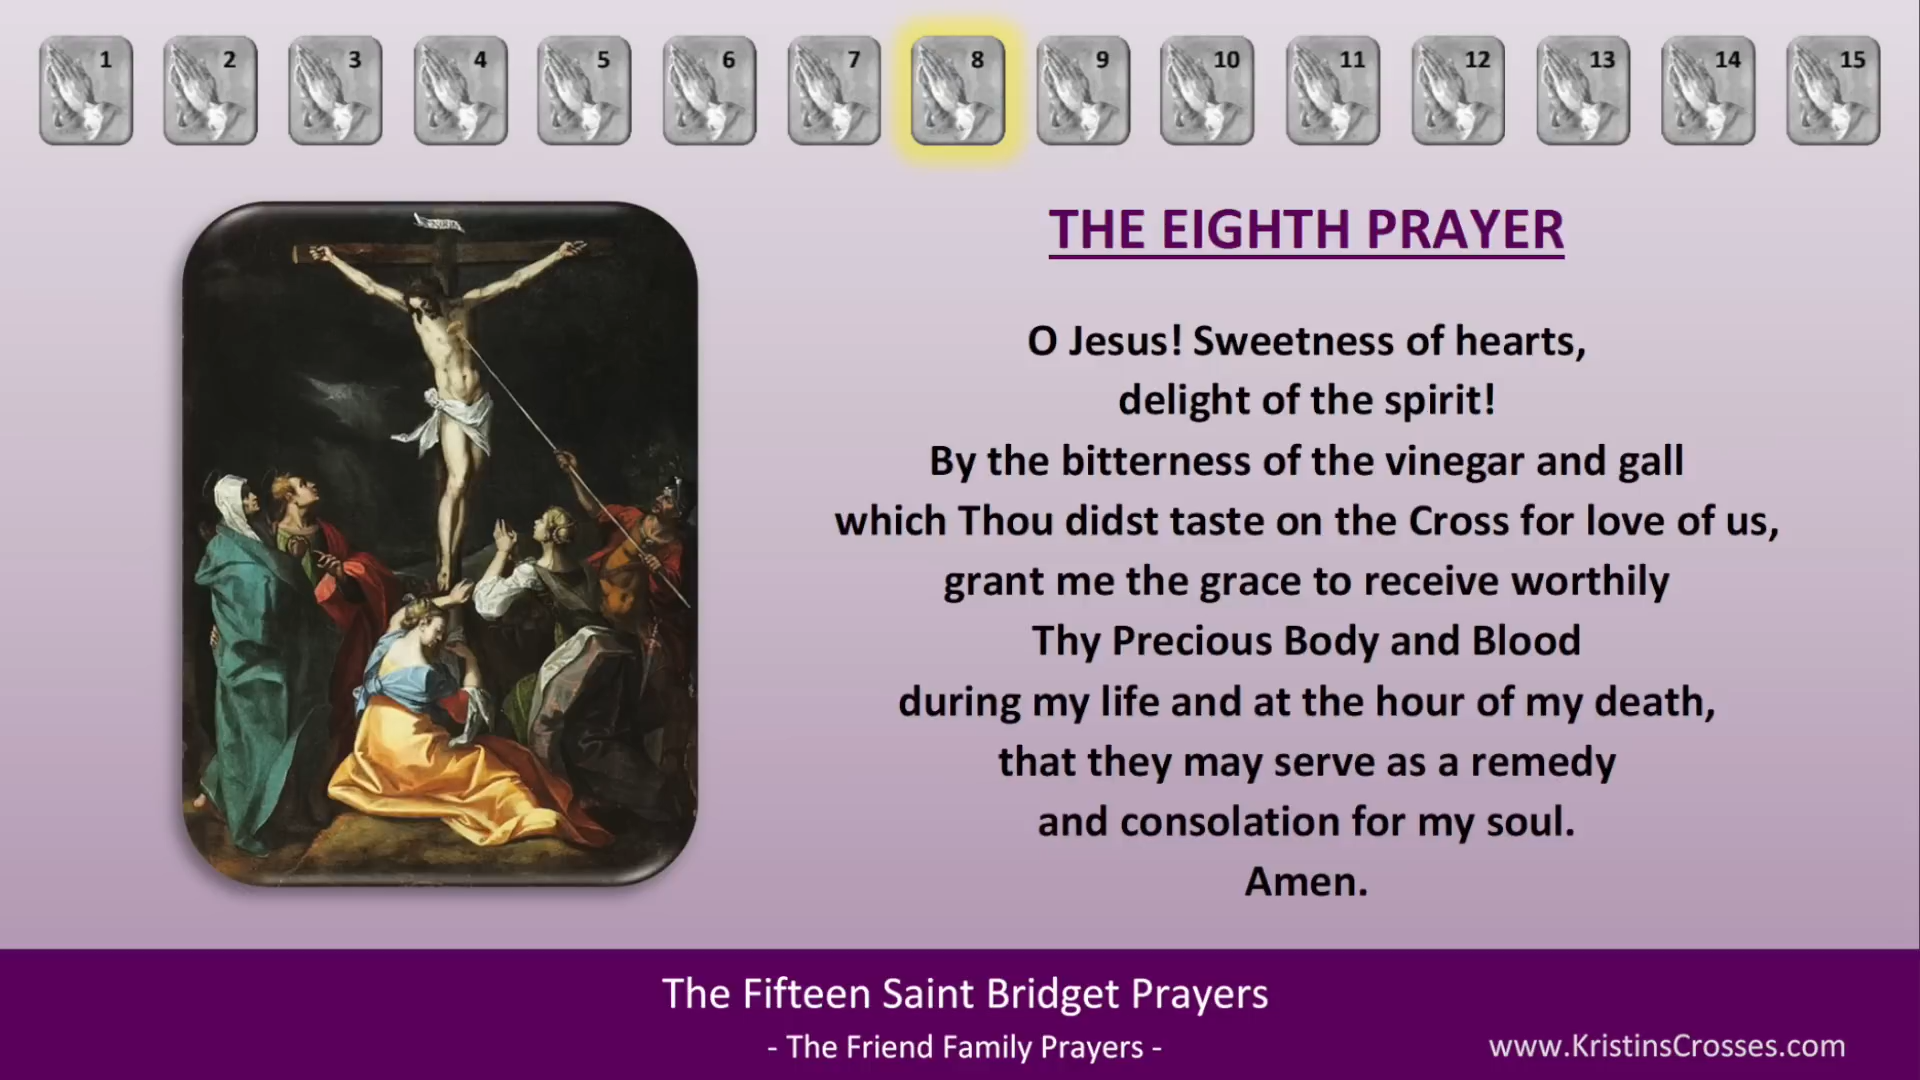 1 2 3 4 5 6 7 8 9 10 11 12 13 14 15
THE EIGHTH PRAYER
O Jesus! Sweetness of hearts,
delight of the spirit!
By the bitterness of the vinegar and gall
which Thou didst taste on the Cross for love of us,
grant me the grace to receive worthily
Thy Precious Body and Blood
during my life and at the hour of my death,
that they may serve as a remedy
and consolation for my soul.
Amen.
The Fifteen Saint Bridget Prayers
- The Friend Family Prayers -
www.KristinsCrosses.com